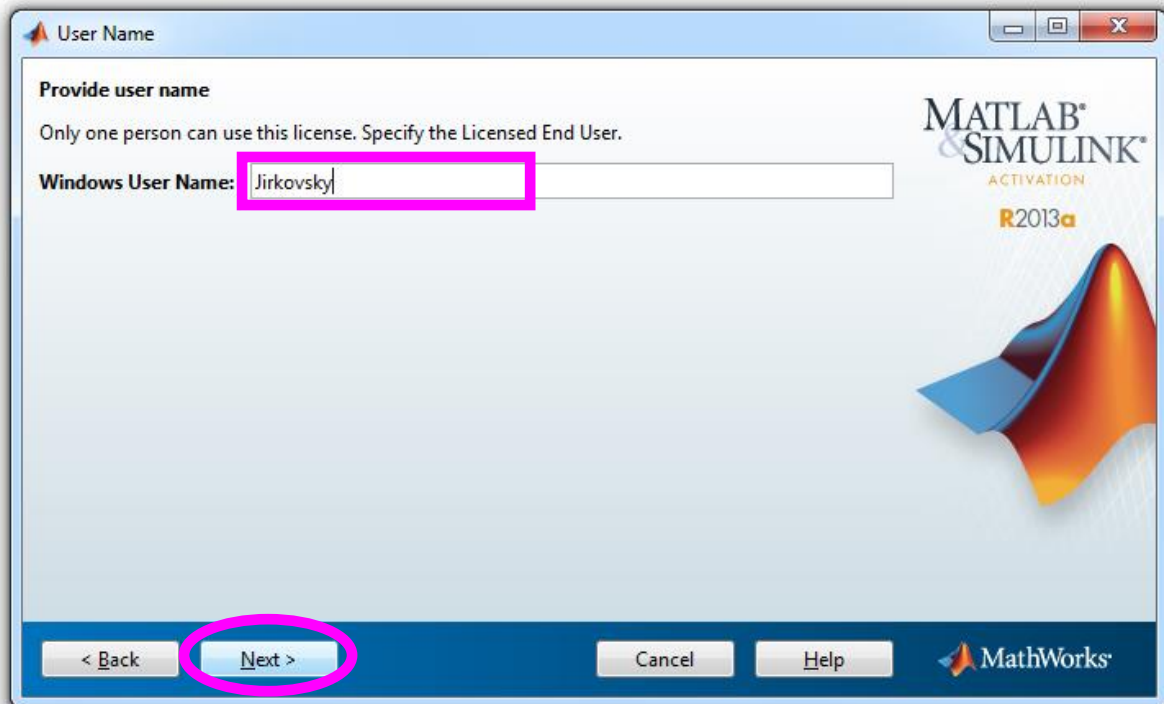 User Name
Provide user name
Only one person can use this license. Specify the Licensed End User.
Windows User Name: Jirkovsky
MATLAB®
&SIMULINK®
ACTIVATION
R2013a
< Back
Next >
Cancel
Help
MathWorks®